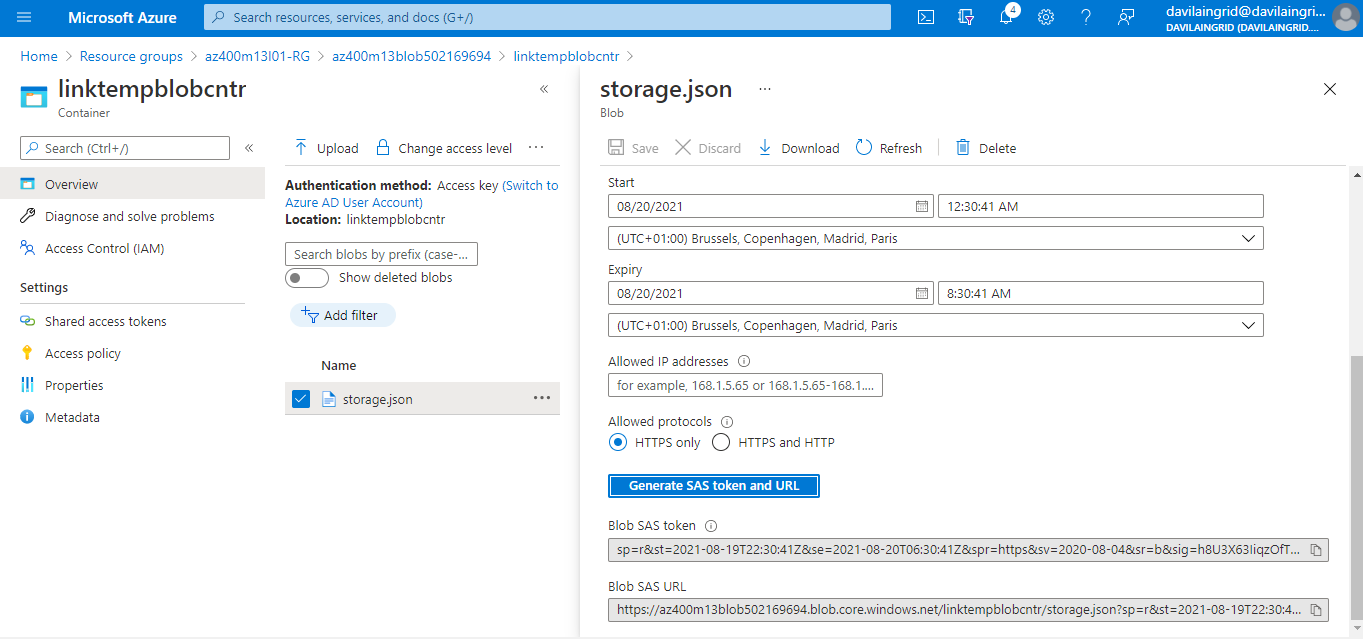 Microsoft Azure
Search resources, services, and docs (G+/)
4
davilaingrid@davilaingri...
DAVILAINGRID (DAVILAINGRID....
Home > Resource groups > az400m13l01-RG > az400m13blob502169694 > linktempblobcntr >
linktempblobcntr
Container
Search (Ctrl+/)
Overview
Diagnose and solve problems
Access Control (IAM)
Settings
Shared access tokens
Access policy
Properties
Metadata
Upload
Change access level
Authentication method: Access key (Switch to
Azure AD User Account)
Location: linktempblobcntr
Search blobs by prefix (case-...
Show deleted blobs
Add filter
Name
storage.json
storage.json
Blob
Save
Discard
Download
Refresh
Delete
Start
08/20/2021
12:30:41 AM
(UTC+01:00) Brussels, Copenhagen, Madrid, Paris
Expiry
08/20/2021
8:30:41 AM
(UTC+01:00) Brussels, Copenhagen, Madrid, Paris
Allowed IP addresses
for example, 168.1.5.65 or 168.1.5.65-168.1....
Allowed protocols
HTTPS only
HTTPS and HTTP
Generate SAS token and URL
Blob SAS token
sp=r&st=2021-08-19T22:30:41Z&se=2021-08-20T06:30:41Z&spr=https&sv=2020-08-04&sr=b&sig=h8U3X63IiqzOfT...
Blob SAS URL
https://az400m13blob502169694.blob.core.windows.net/linktempblobcntr/storage.json?sp=r&st=2021-08-19T22:30:4...